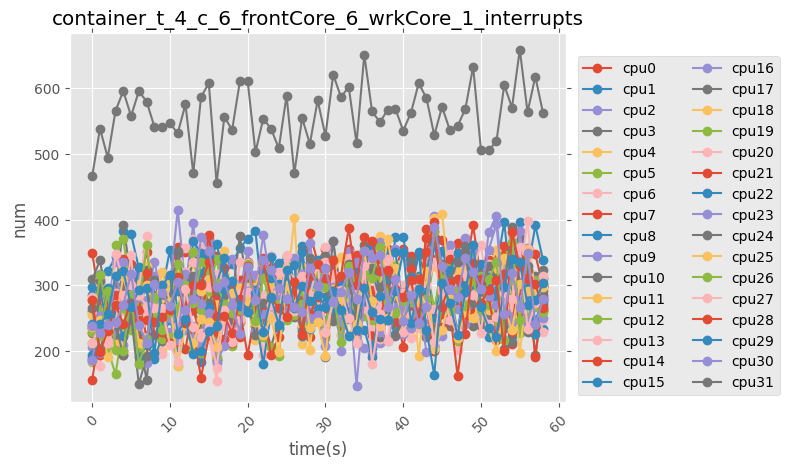 container_t_4_c_6_frontCore_6_wrkCore_1_interrupts
num
600
500
400
300
200
0
10
20
30
40
50
60
time(s)
cpu0
cpu1
cpu2
cpu3
cpu4
cpu5
cpu6
cpu7
cpu8
cpu9
cpu10
cpu11
cpu12
cpu13
cpu14
cpu15
cpu16
cpu17
cpu18
cpu19
cpu20
cpu21
cpu22
cpu23
cpu24
cpu25
cpu26
cpu27
cpu28
cpu29
cpu30
cpu31